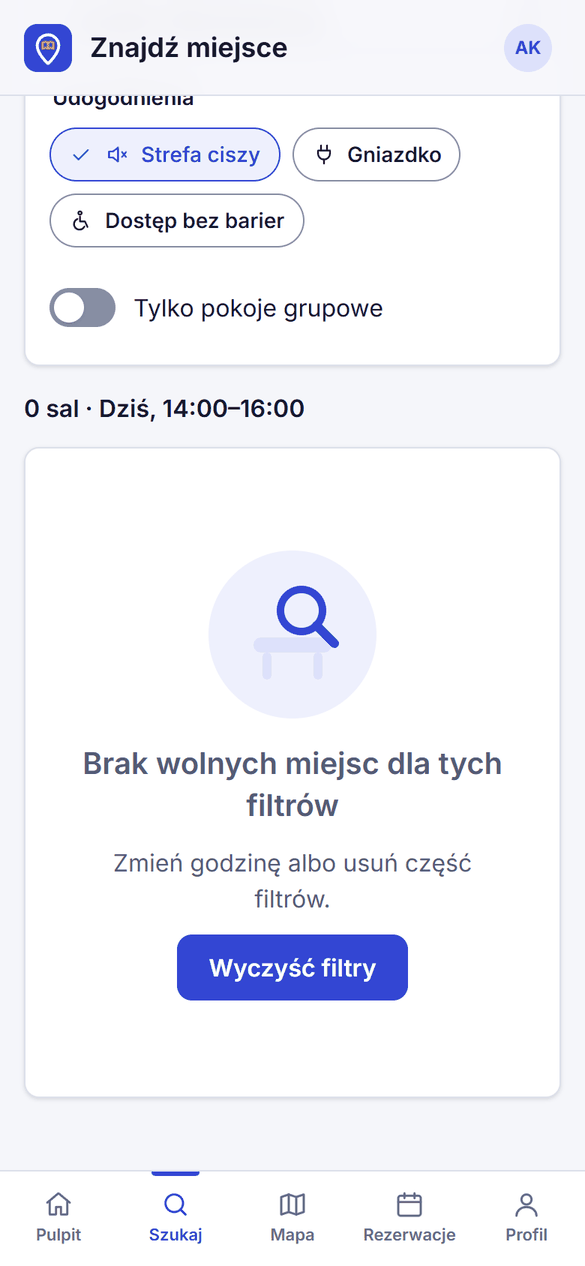 Znajdź miejsce
AK
Udogodnienia
Strefa ciszy
Gniazdko
Dostęp bez barier
Tylko pokoje grupowe
0 sal · Dziś, 14:00–16:00
Brak wolnych miejsc dla tych
filtrów
Zmień godzinę albo usuń część
filtrów.
Wyczyść filtry
Pulpit
Szukaj
Mapa
Rezerwacje
Profil